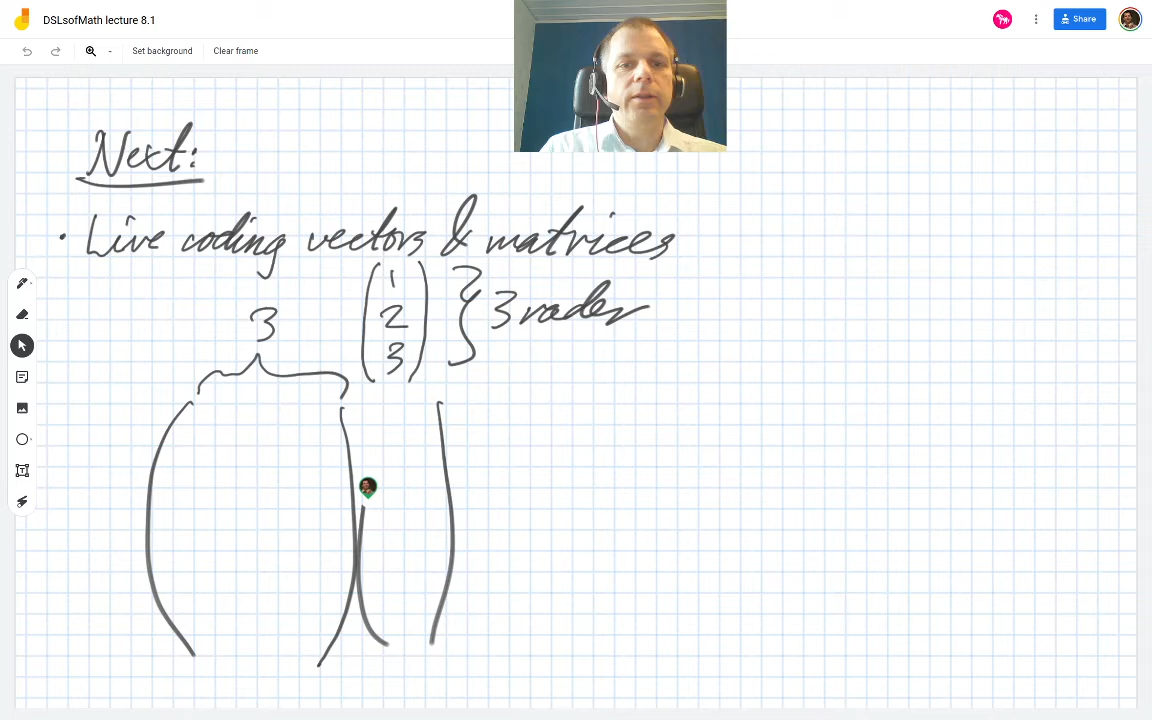 DSLsofMath lecture 8.1
Share
Set background
Clear frame
Next:
• Live coding vectors & matrices
3
1
2
3
3 rader